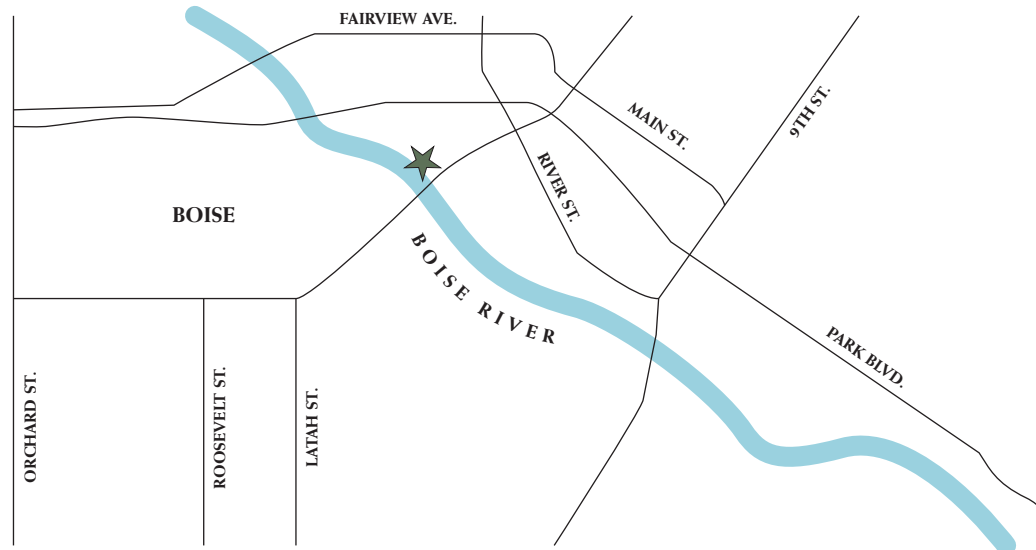 FAIRVIEW AVE.
MAIN ST.
9TH ST.
RIVER ST.
BOISE
BOISE RIVER
PARK BLVD.
ORCHARD ST.
ROOSEVELT ST.
LATAH ST.